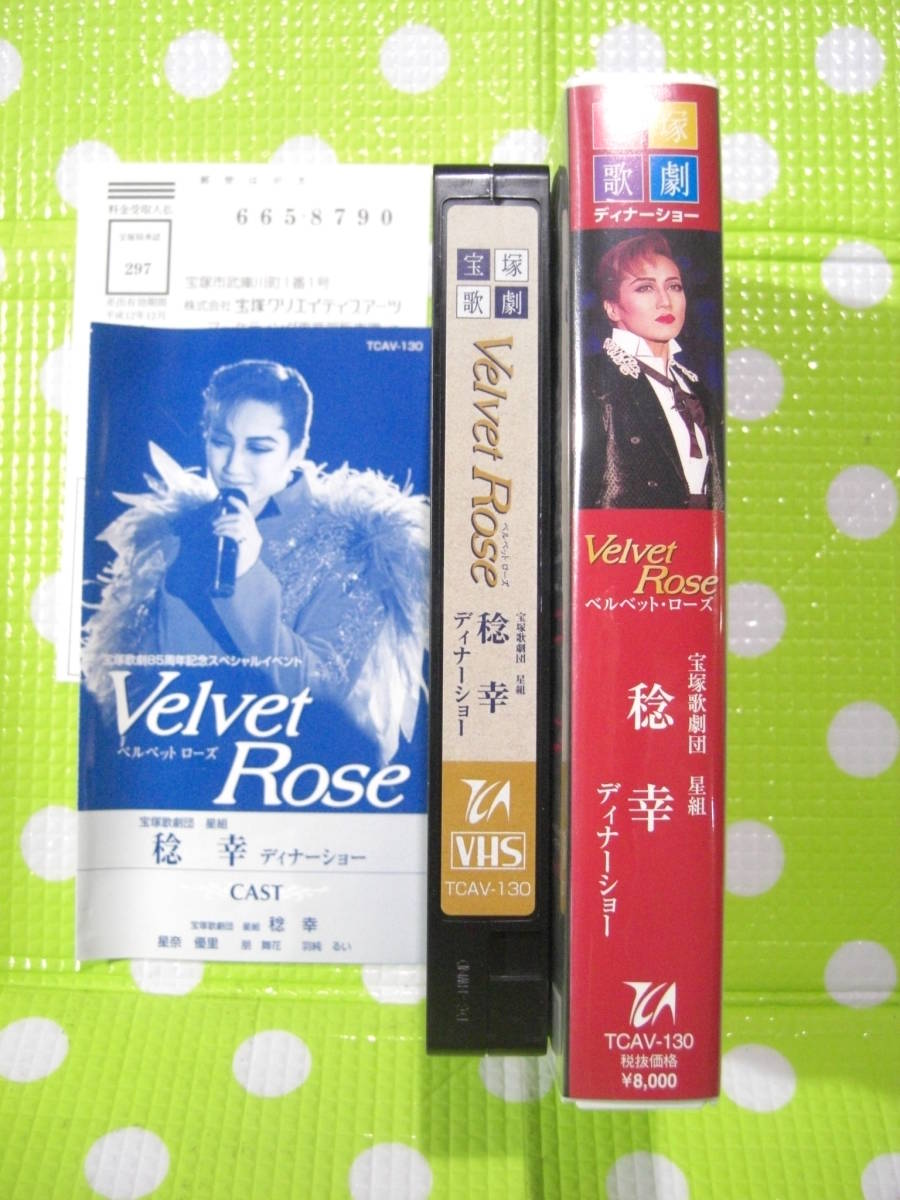 郵便はがき
料金受取人払
665-8790
宝塚局承認
297
差出有効期間
平成12年12月
宝塚市武庫川町1番1号
株式会社 宝塚クリエイティブアーツ
TCAV-130
宝塚歌劇85周年記念スペシャルイベント
Velvet
ベルベット ローズ
Rose
宝塚歌劇団 星組
稔 幸 ディナーショー
CAST
宝塚歌劇団 星組 稔 幸
星奈 優里 朋 舞花 羽純 るい
宝塚
歌劇
Velvet Rose
ベルベット ローズ
宝塚歌劇団 星組
稔 幸
ディナーショー
VHS
TCAV-130
塚
歌劇
ディナーショー
Velvet
Rose
ベルベット・ローズ
宝塚歌劇団 星組
稔 幸
ディナーショー
TCAV-130
税抜価格
¥8,000